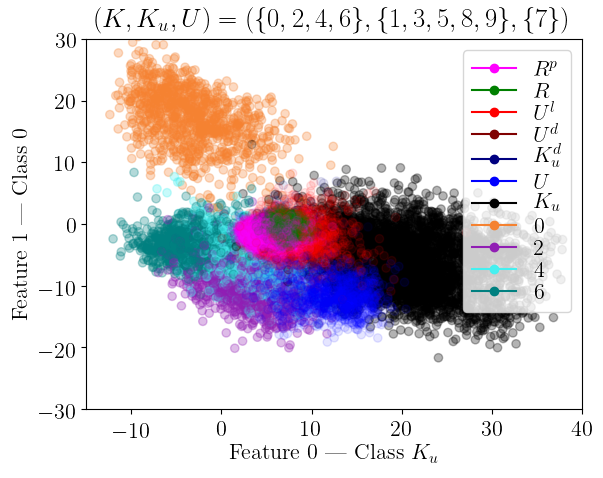 (K, K_u, U) = ({0, 2, 4, 6}, {1, 3, 5, 8, 9}, {7})
30
20
10
0
−10
−20
−30
Feature 1 — Class 0
R^p
R
U^l
U^d
K_u^d
U
K_u
0
2
4
6
−10
0
10
20
30
40
Feature 0 — Class K_u